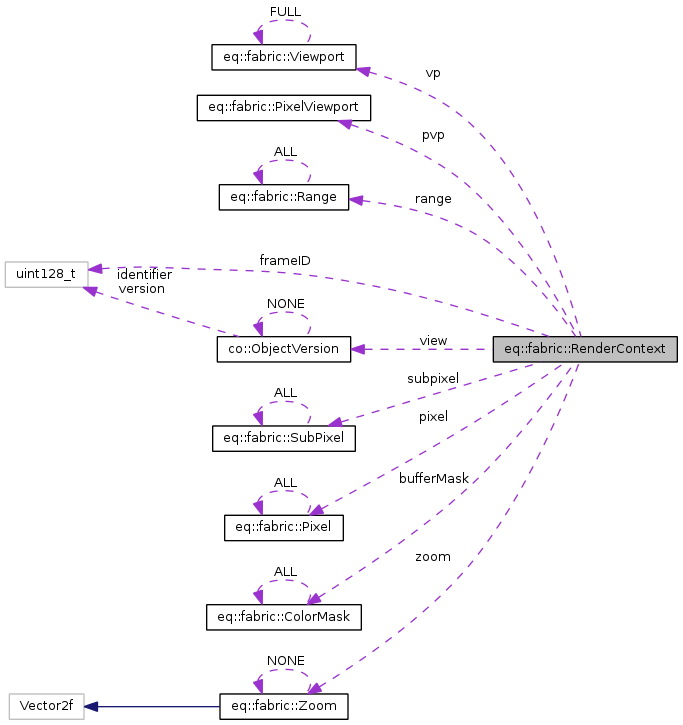 FULL
eq::fabric::Viewport
vp
eq::fabric::PixelViewport
pvp
ALL
eq::fabric::Range
range
frameID
uint128_t
identifier
version
NONE
co::ObjectVersion
view
eq::fabric::RenderContext
subpixel
ALL
eq::fabric::SubPixel
pixel
ALL
eq::fabric::Pixel
bufferMask
ALL
eq::fabric::ColorMask
zoom
NONE
Vector2f
eq::fabric::Zoom